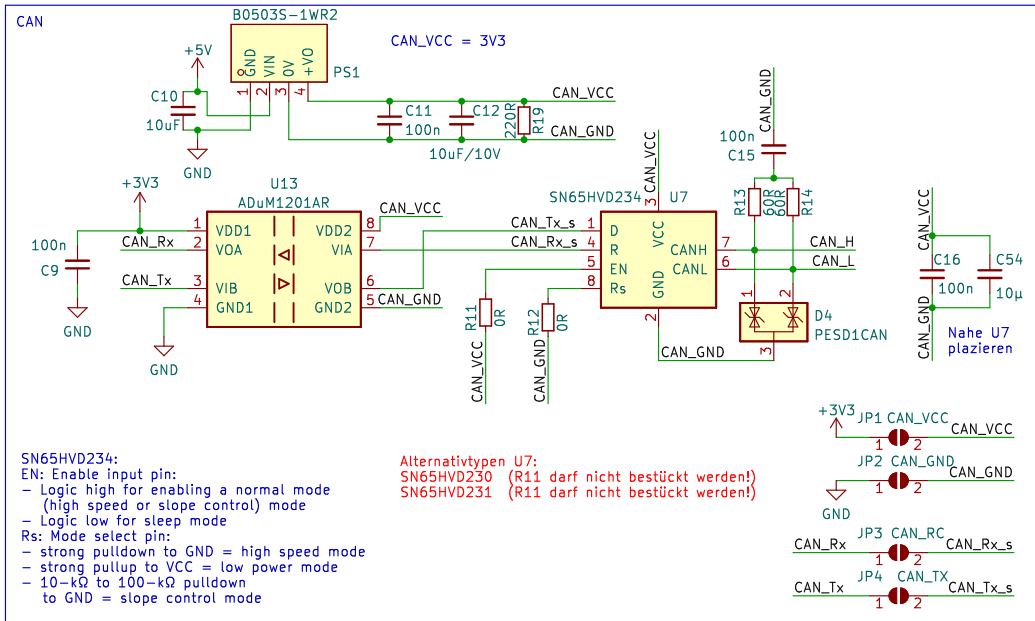 CAN
B0503S-1WR2
CAN_VCC = 3V3
+5V
GND
VIN
0V
+VO
PS1
1
2
3
4
C10
10uF
GND
C11
100n
C12
10uF/10V
220R
R19
CAN_VCC
CAN_GND
CAN_GND
100n
C15
R13
60R
60R
R14
+3V3
100n
C9
GND
CAN_Rx
CAN_Tx
GND
U13
ADuM1201AR
1
2
3
4
VDD1
VOA
VIB
GND1
VDD2
VIA
VOB
GND2
8
7
6
5
CAN_VCC
CAN_GND
CAN_Tx_s
CAN_Rx_s
SN65HVD234
U7
CAN_VCC
3
VCC
1
4
5
8
D
R
EN
Rs
GND
2
CANH
CANL
7
6
CAN_H
CAN_L
R11
0R
CAN_VCC
R12
0R
CAN_GND
CAN_GND
1
2
3
D4
PESD1CAN
CAN_VCC
C16
100n
C54
10µ
CAN_GND
Nahe U7
plazieren
+3V3
JP1 CAN_VCC
1
2
CAN_VCC
JP2 CAN_GND
1
2
CAN_GND
GND
JP3 CAN_RC
CAN_Rx
1
2
CAN_Rx_s
JP4 CAN_TX
CAN_Tx
1
2
CAN_Tx_s
SN65HVD234:
EN: Enable input pin:
– Logic high for enabling a normal mode
(high speed or slope control) mode
– Logic low for sleep mode
Rs: Mode select pin:
– strong pulldown to GND = high speed mode
– strong pullup to VCC = low power mode
– 10–kΩ to 100–kΩ pulldown
to GND = slope control mode
Alternativtypen U7:
SN65HVD230 (R11 darf nicht bestückt werden!)
SN65HVD231 (R11 darf nicht bestückt werden!)